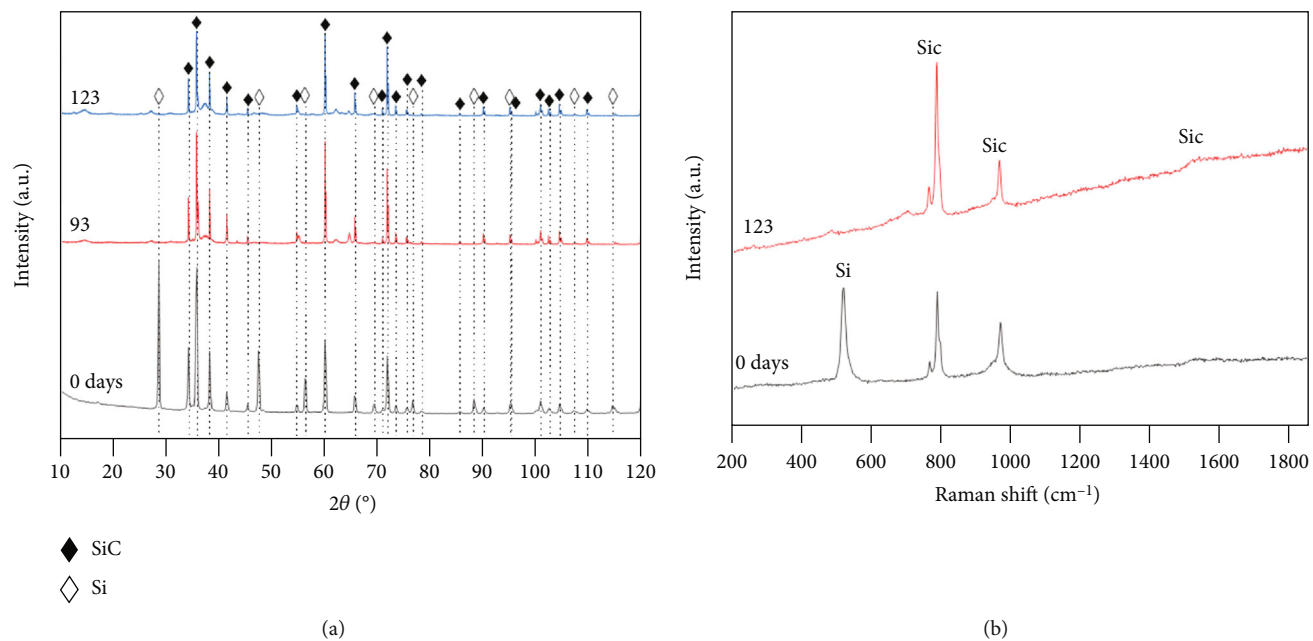 Intensity (a.u.)
123
93
0 days
10 20 30 40 50 60 70 80 90 100 110 120
2θ (°)
SiC
Si
(a)
Intensity (a.u.)
Sic
Sic
Sic
123
Si
0 days
200 400 600 800 1000 1200 1400 1600 1800
Raman shift (cm⁻¹)
(b)